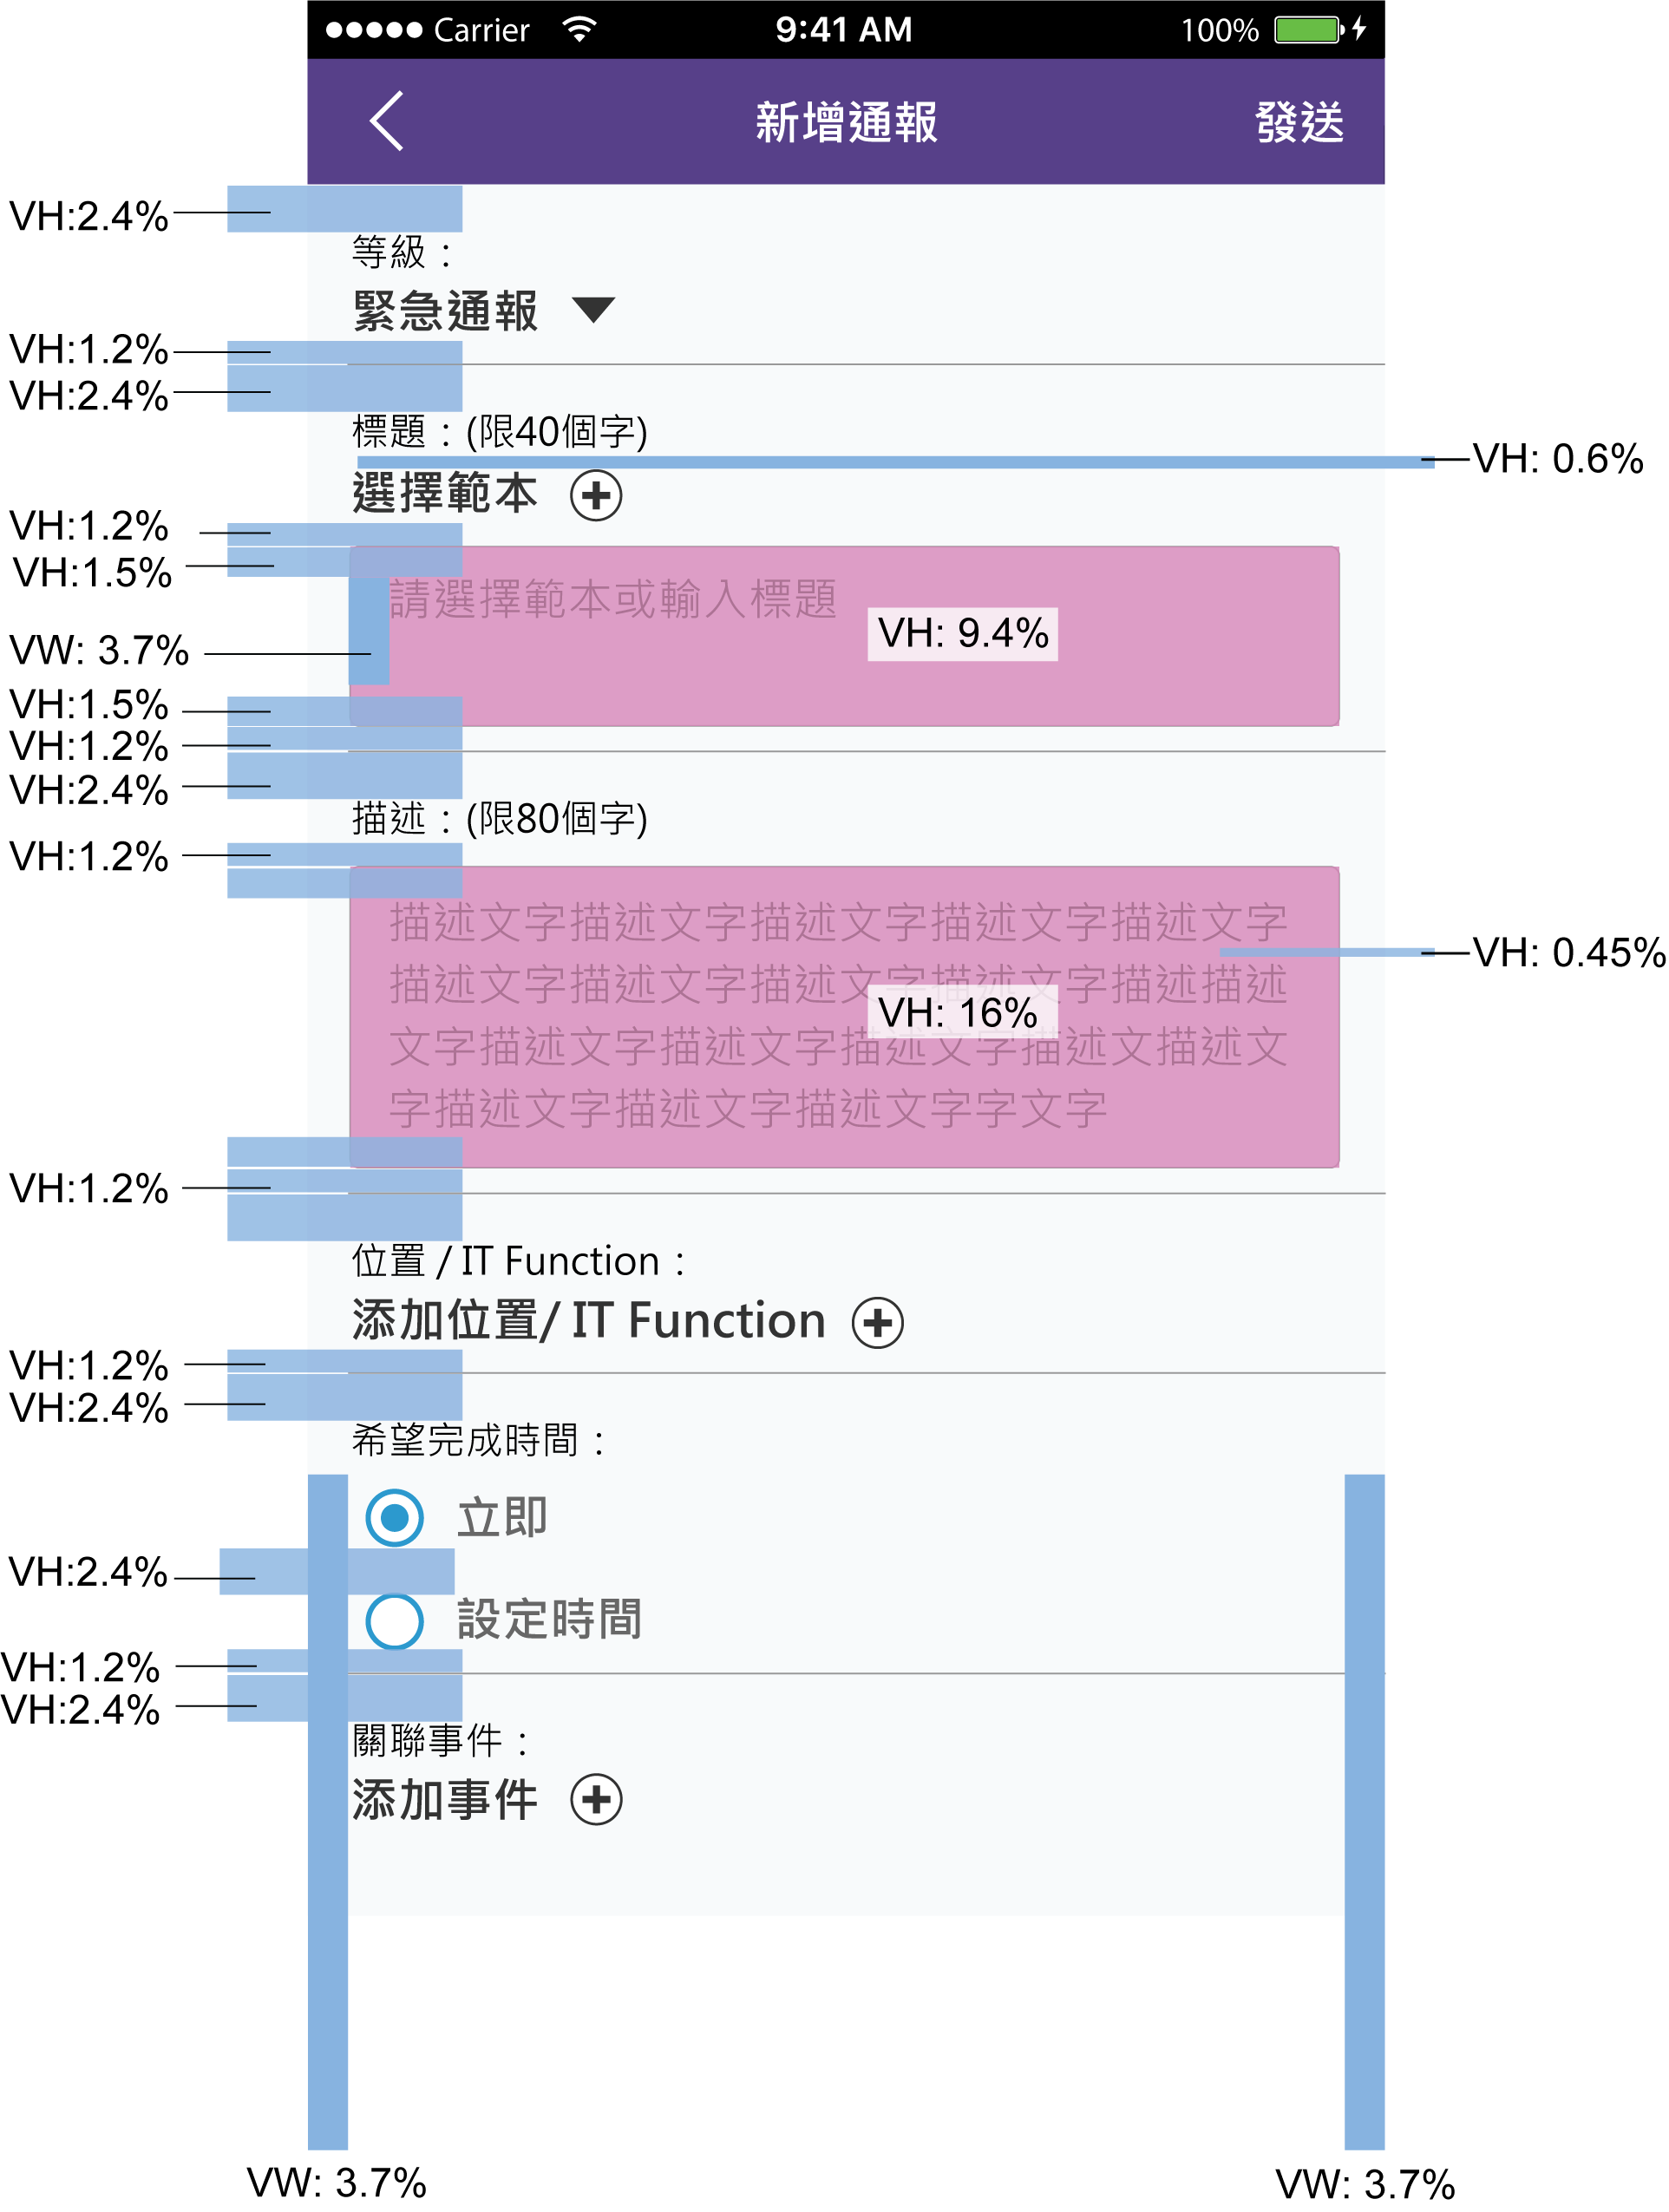 Carrier 9:41 AM 100%
新增通報 發送
VH:2.4%
等級：
緊急通報
VH:1.2%
VH:2.4%
標題：(限40個字)
VH: 0.6%
選擇範本
VH:1.2%
VH:1.5%
請選擇範本或輸入標題
VH: 9.4%
VW: 3.7%
VH:1.5%
VH:1.2%
VH:2.4%
描述：(限80個字)
VH:1.2%
描述文字描述文字描述文字描述文字描述文字
VH: 0.45%
描述文字描述文字描述文字描述文字描述描述
VH: 16%
文字描述文字描述文字描述文字描述文描述文
字描述文字描述文字描述文字字文字
VH:1.2%
位置 / IT Function：
添加位置/ IT Function
VH:1.2%
VH:2.4%
希望完成時間：
立即
VH:2.4%
設定時間
VH:1.2%
VH:2.4%
關聯事件：
添加事件
VW: 3.7% VW: 3.7%